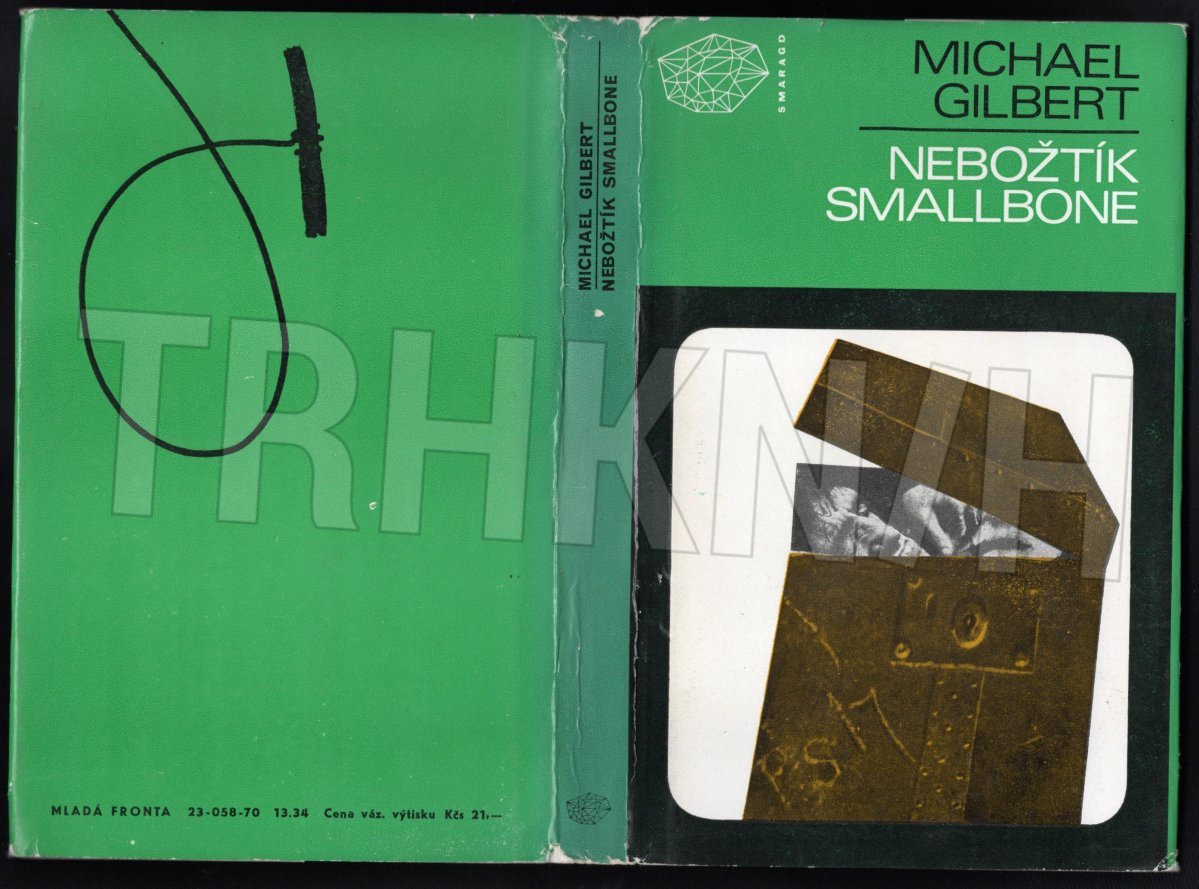 MICHAEL
GILBERT
NEBOŽTÍK
SMALLBONE
SMARAGD
MICHAEL GILBERT
NEBOŽTÍK SMALLBONE
MLADÁ FRONTA 23-058-70 13.34 Cena váz. výtisku Kčs 21,—
TRHKNIH